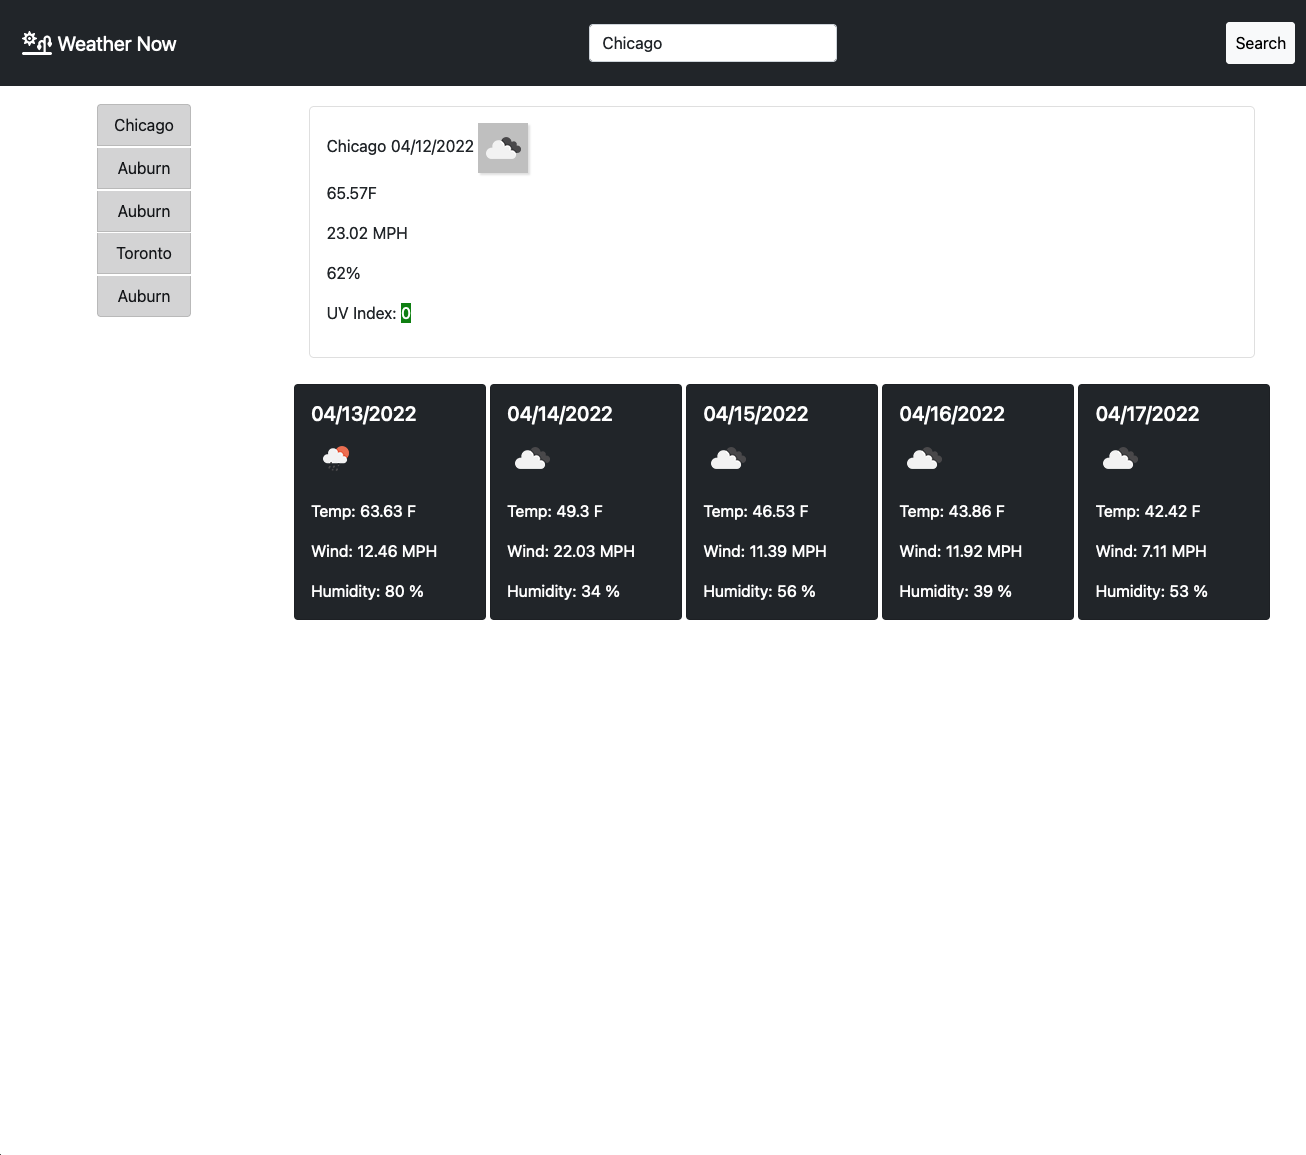 Weather Now
Chicago
Search
Chicago
Auburn
Auburn
Toronto
Auburn
Chicago 04/12/2022
65.57F
23.02 MPH
62%
UV Index: 0
04/13/2022
Temp: 63.63 F
Wind: 12.46 MPH
Humidity: 80 %
04/14/2022
Temp: 49.3 F
Wind: 22.03 MPH
Humidity: 34 %
04/15/2022
Temp: 46.53 F
Wind: 11.39 MPH
Humidity: 56 %
04/16/2022
Temp: 43.86 F
Wind: 11.92 MPH
Humidity: 39 %
04/17/2022
Temp: 42.42 F
Wind: 7.11 MPH
Humidity: 53 %